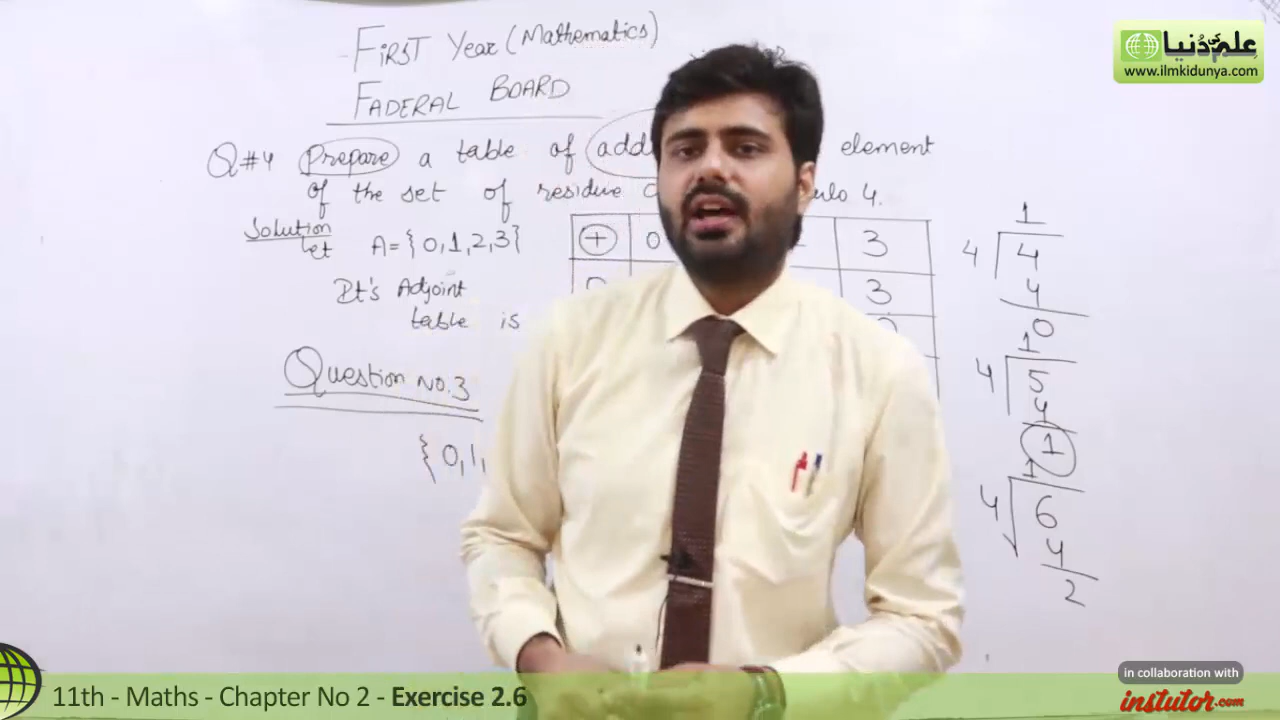 FIRST Year (Mathematics)
FADERAL BOARD
Q#4 Prepare a table of add element
of the set of residue 4.
Solution
let A={0,1,2,3}
It's Adjoint
table is
+ 0 3
0 3
Question No.3
{0,1,
1
4 4
4
0
1
4 5
4
1
1
4 6
4
2
علم کی دُنیا
www.ilmkidunya.com
11th - Maths - Chapter No 2 - Exercise 2.6
in collaboration with
instutor.com